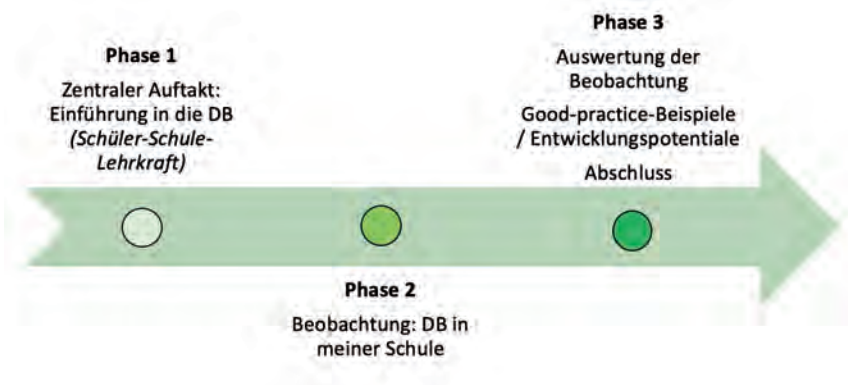 Phase 1
Zentraler Auftakt:
Einführung in die DB
(Schüler-Schule-
Lehrkraft)
Phase 2
Beobachtung: DB in
meiner Schule
Phase 3
Auswertung der
Beobachtung
Good-practice-Beispiele
/ Entwicklungspotentiale
Abschluss